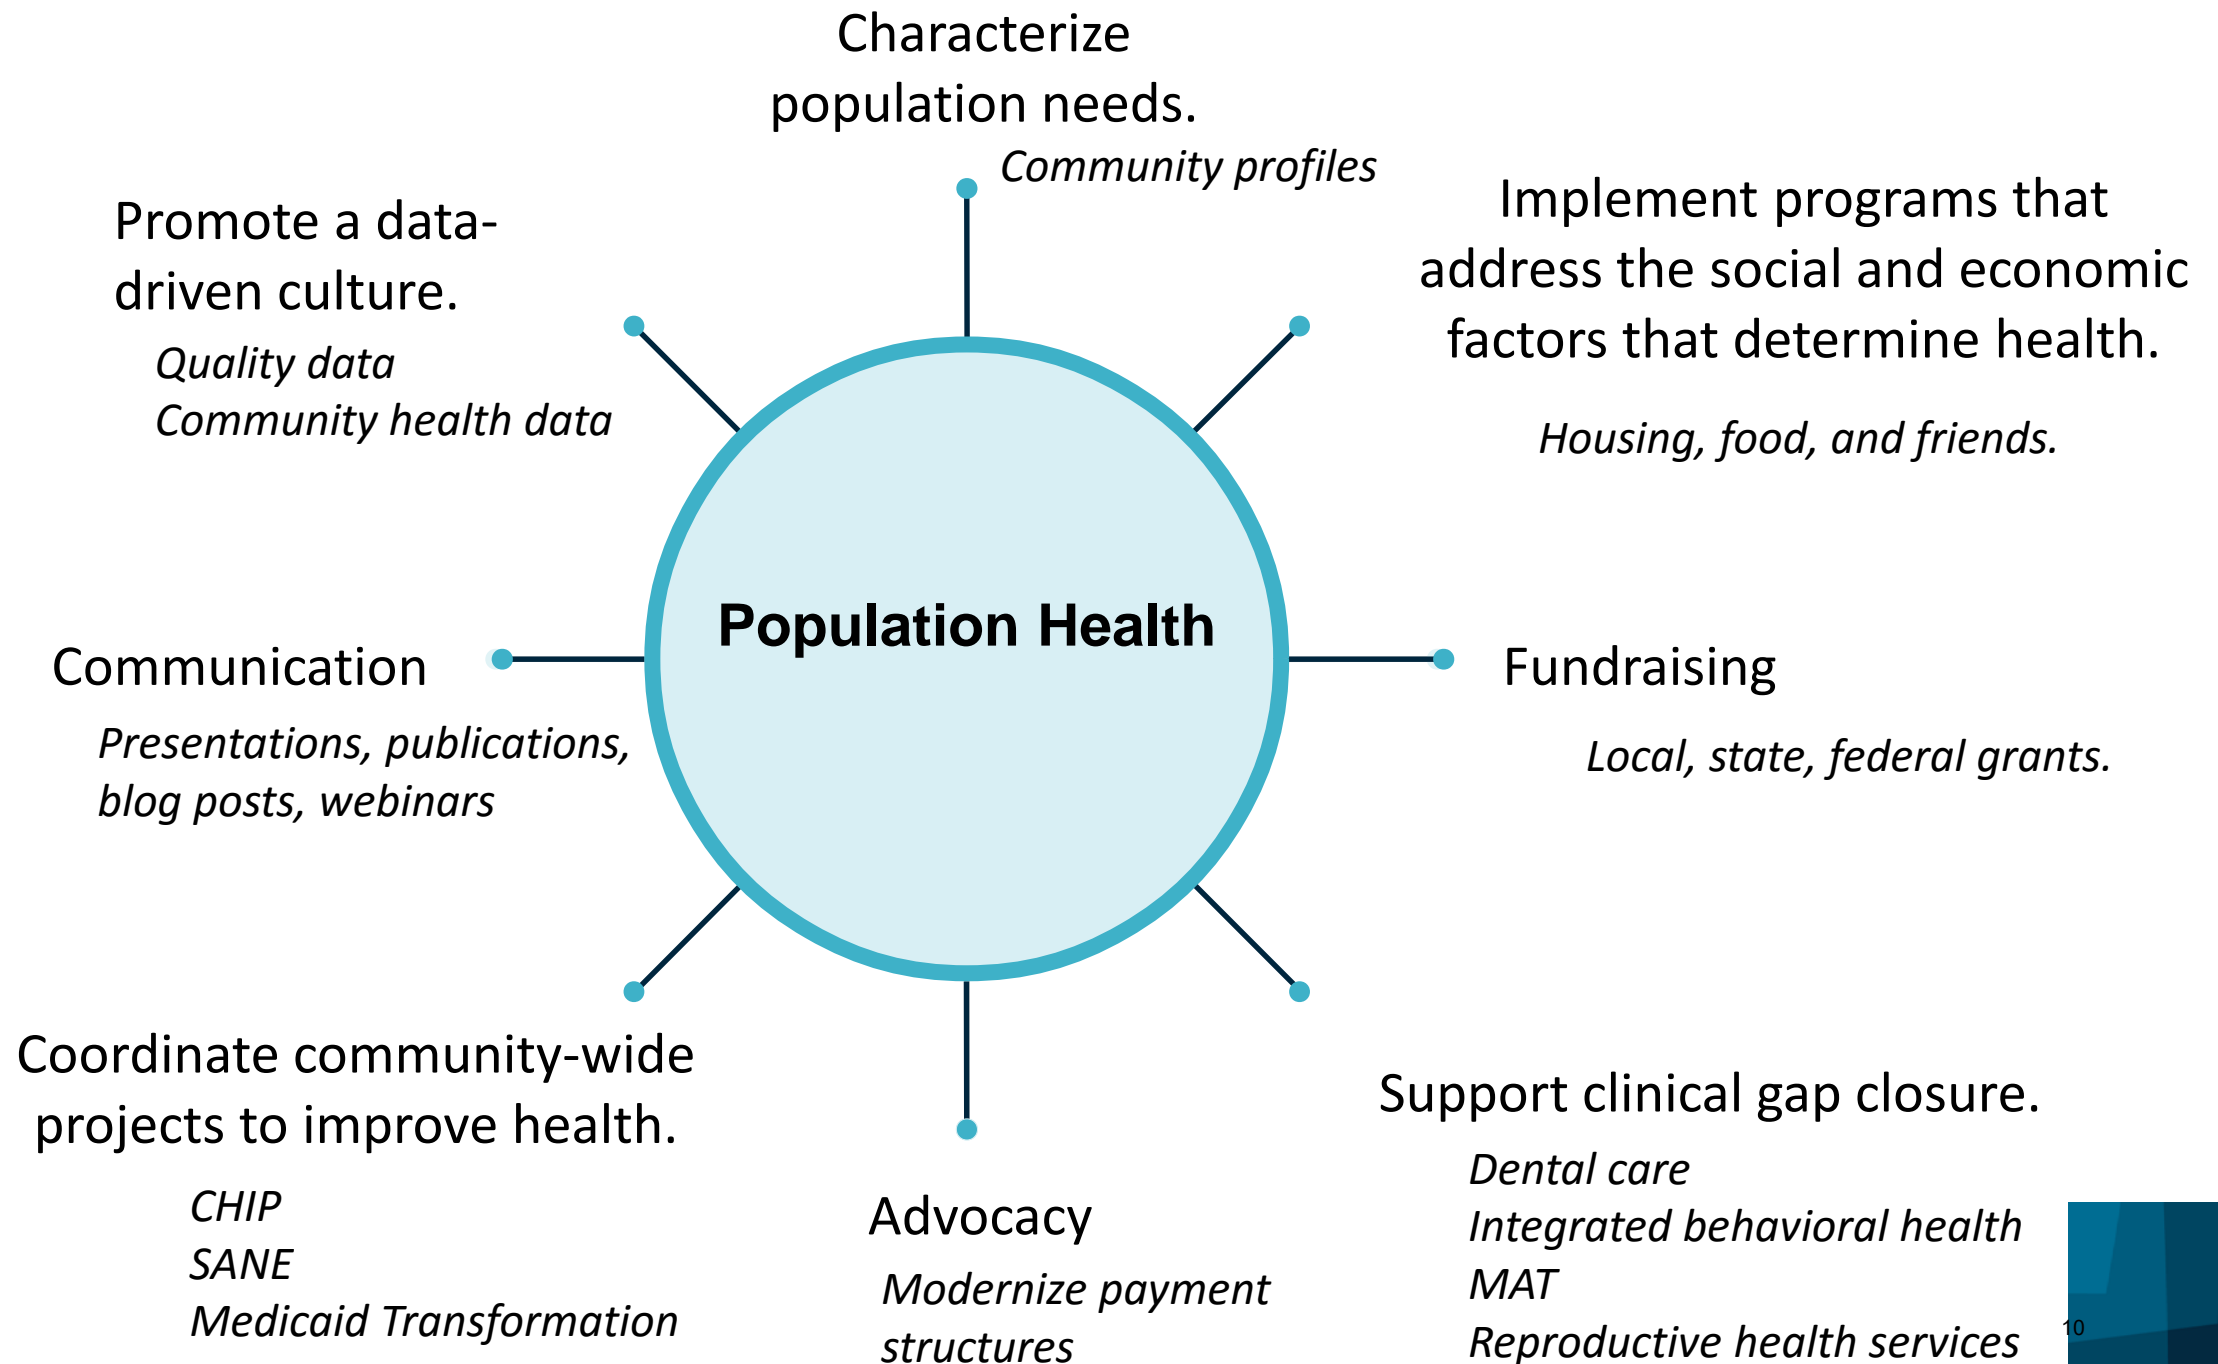 Characterize
population needs.
Community profiles
Implement programs that
address the social and economic
factors that determine health.
Housing, food, and friends.
Promote a data-
driven culture.
Quality data
Community health data
Population Health
Communication
Presentations, publications,
blog posts, webinars
Fundraising
Local, state, federal grants.
Coordinate community-wide
projects to improve health.
CHIP
SANE
Medicaid Transformation
Advocacy
Modernize payment
structures
Support clinical gap closure.
Dental care
Integrated behavioral health
MAT
Reproductive health services
10